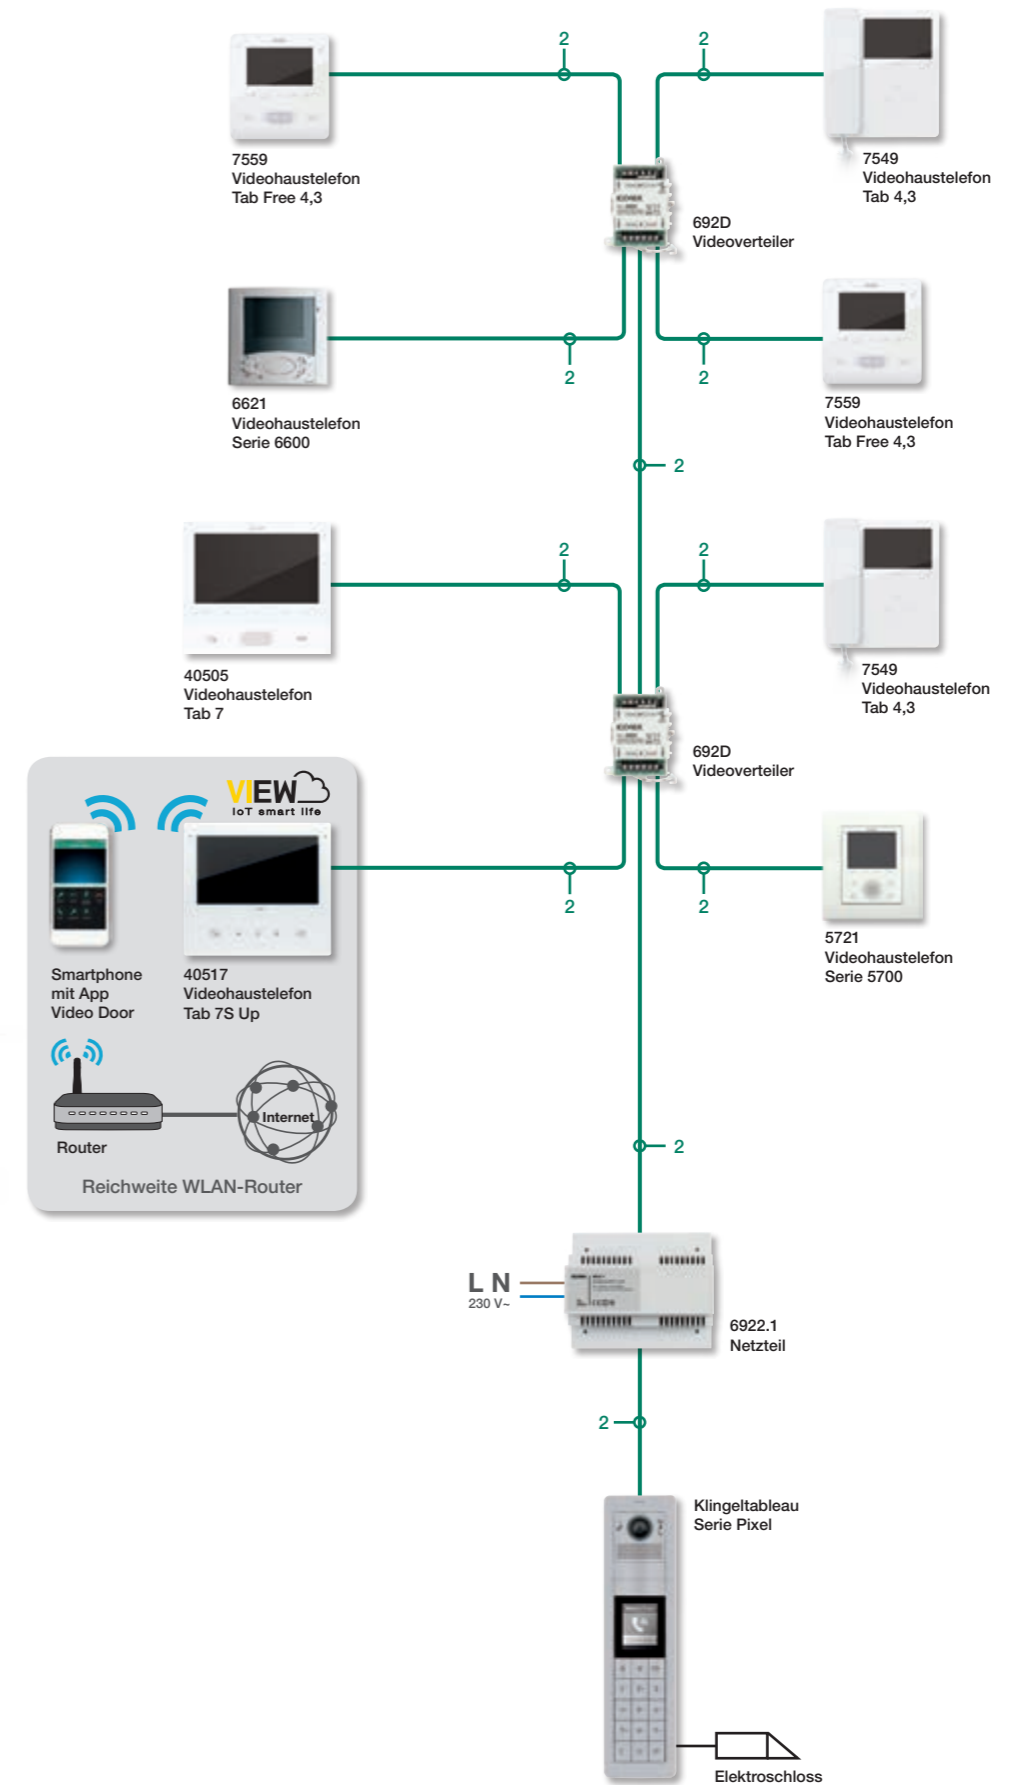 2
2
7559
Videohaustelefon
Tab Free 4,3
7549
Videohaustelefon
Tab 4,3
692D
Videoverteiler
6621
Videohaustelefon
Serie 6600
2
2
7559
Videohaustelefon
Tab Free 4,3
2
2
2
40505
Videohaustelefon
Tab 7
7549
Videohaustelefon
Tab 4,3
692D
Videoverteiler
VIEW
IoT smart life
2
2
Smartphone
mit App
Video Door
40517
Videohaustelefon
Tab 7S Up
5721
Videohaustelefon
Serie 5700
Internet
Router
Reichweite WLAN-Router
2
L N
230 V~
6922.1
Netzteil
2
Klingeltableau
Serie Pixel
Elektroschloss